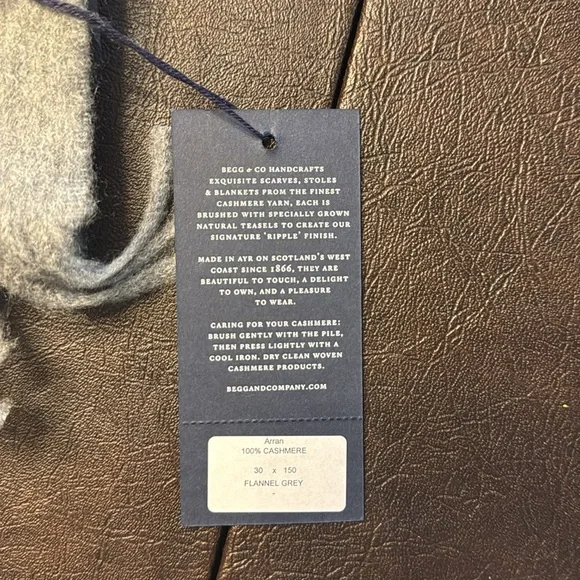 BEGG & CO HANDCRAFTS
EXQUISITE SCARVES, STOLES
& BLANKETS FROM THE FINEST
CASHMERE YARN, EACH IS
BRUSHED WITH SPECIALLY GROWN
NATURAL TEASELS TO CREATE OUR
SIGNATURE 'RIPPLE' FINISH.
MADE IN AYR ON SCOTLAND'S WEST
COAST SINCE 1866, THEY ARE
BEAUTIFUL TO TOUCH, A DELIGHT
TO OWN, AND A PLEASURE
TO WEAR.
CARING FOR YOUR CASHMERE:
BRUSH GENTLY WITH THE PILE,
THEN PRESS LIGHTLY WITH A
COOL IRON. DRY CLEAN WOVEN
CASHMERE PRODUCTS.
BEGGANDCOMPANY.COM
Arran
100% CASHMERE
30 x 150
FLANNEL GREY
-